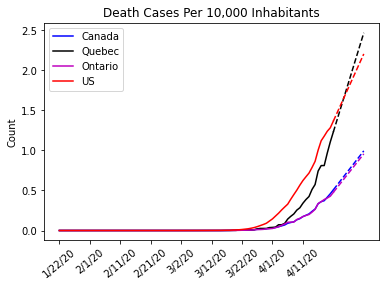 Death Cases Per 10,000 Inhabitants
Canada
Quebec
Ontario
US
Count
2.5
2.0
1.5
1.0
0.5
0.0
1/22/20
2/1/20
2/11/20
2/21/20
3/2/20
3/12/20
3/22/20
4/1/20
4/11/20